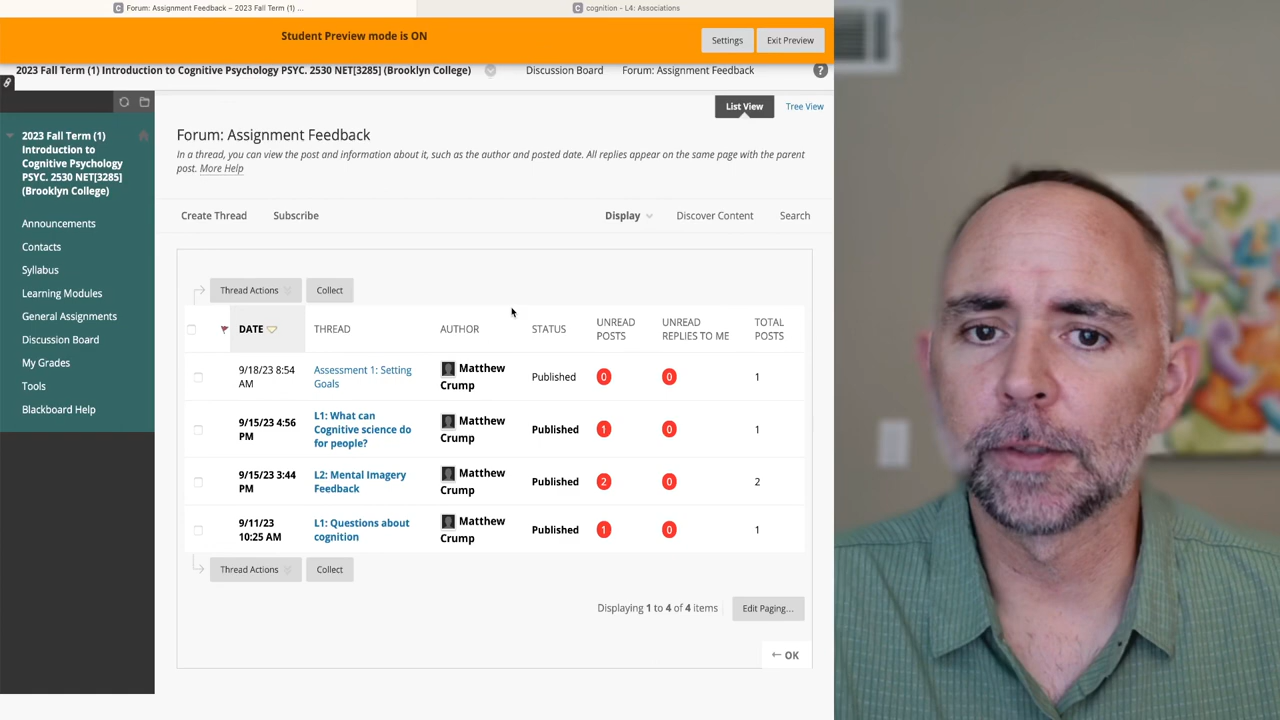 Forum: Assignment Feedback – 2023 Fall Term (1) ...
cognition - L4: Associations
Student Preview mode is ON
Settings
Exit Preview
2023 Fall Term (1) Introduction to Cognitive Psychology PSYC. 2530 NET[3285] (Brooklyn College)
Discussion Board
Forum: Assignment Feedback
?
List View
Tree View
2023 Fall Term (1)
Introduction to
Cognitive Psychology
PSYC. 2530 NET[3285]
(Brooklyn College)
Announcements
Contacts
Syllabus
Learning Modules
General Assignments
Discussion Board
My Grades
Tools
Blackboard Help
Forum: Assignment Feedback
In a thread, you can view the post and information about it, such as the author and posted date. All replies appear on the same page with the parent
post. More Help
Create Thread
Subscribe
Display
Discover Content
Search
Thread Actions
Collect
DATE
THREAD
AUTHOR
STATUS
UNREAD
POSTS
UNREAD
REPLIES TO ME
TOTAL
POSTS
9/18/23 8:54
AM
Assessment 1: Setting
Goals
Matthew
Crump
Published
0
0
1
9/15/23 4:56
PM
L1: What can
Cognitive science do
for people?
Matthew
Crump
Published
1
0
1
9/15/23 3:44
PM
L2: Mental Imagery
Feedback
Matthew
Crump
Published
2
0
2
9/11/23
10:25 AM
L1: Questions about
cognition
Matthew
Crump
Published
1
0
1
Thread Actions
Collect
Displaying 1 to 4 of 4 items
Edit Paging...
← OK